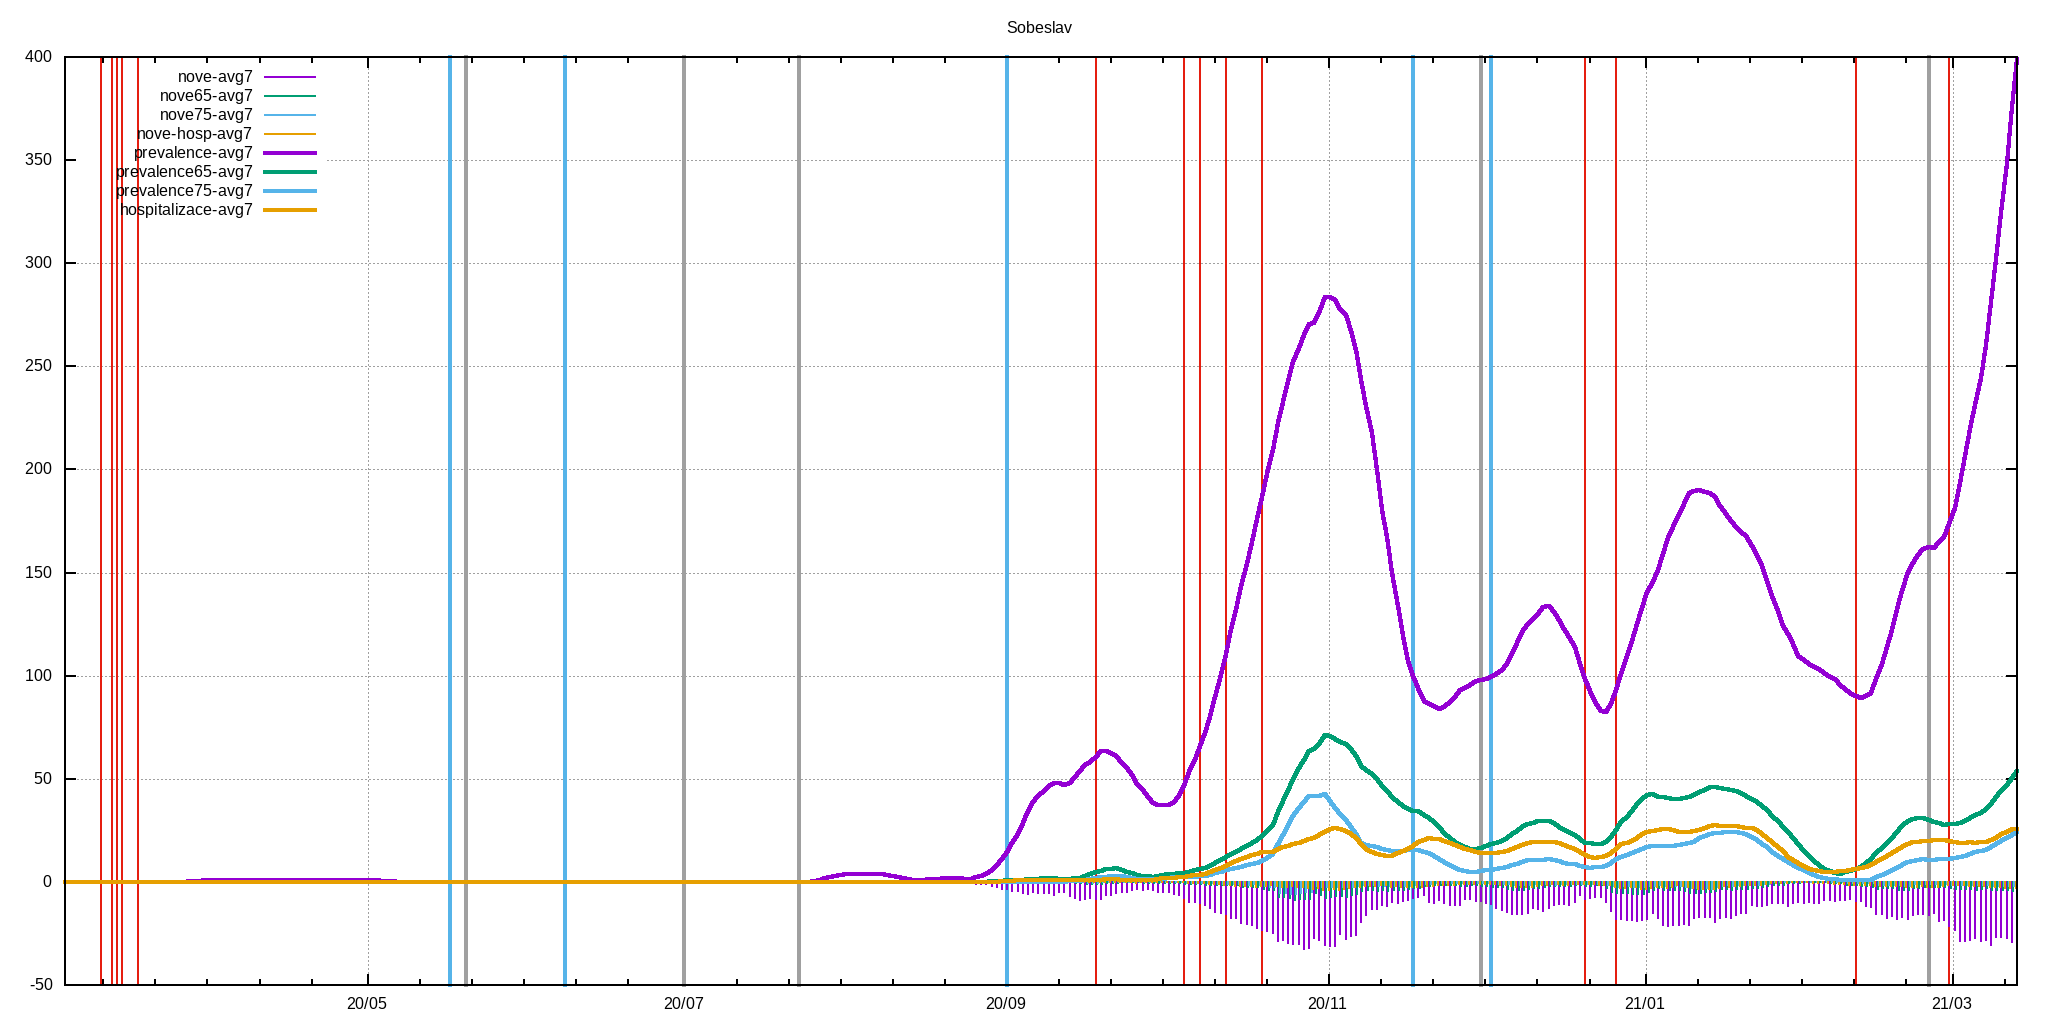 Sobeslav
400
350
300
250
200
150
100
50
0
-50
nove-avg7
nove65-avg7
nove75-avg7
nove-hosp-avg7
prevalence-avg7
prevalence65-avg7
prevalence75-avg7
hospitalizace-avg7
20/05 20/07 20/09 20/11 21/01 21/03